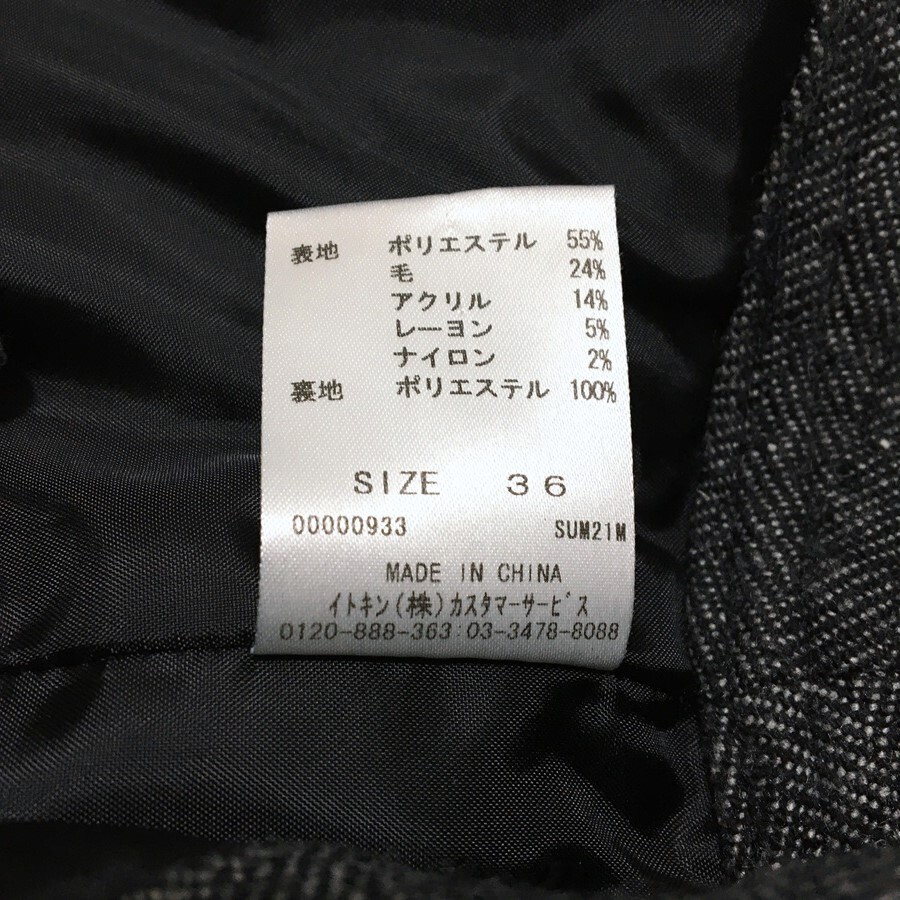 表地 ポリエステル 55%
毛 24%
アクリル 14%
レーヨン 5%
ナイロン 2%
裏地 ポリエステル 100%
SIZE 36
00000933 SUM21M
MADE IN CHINA
イトキン(株)カスタマーサービス
0120-888-363:03-3478-8088